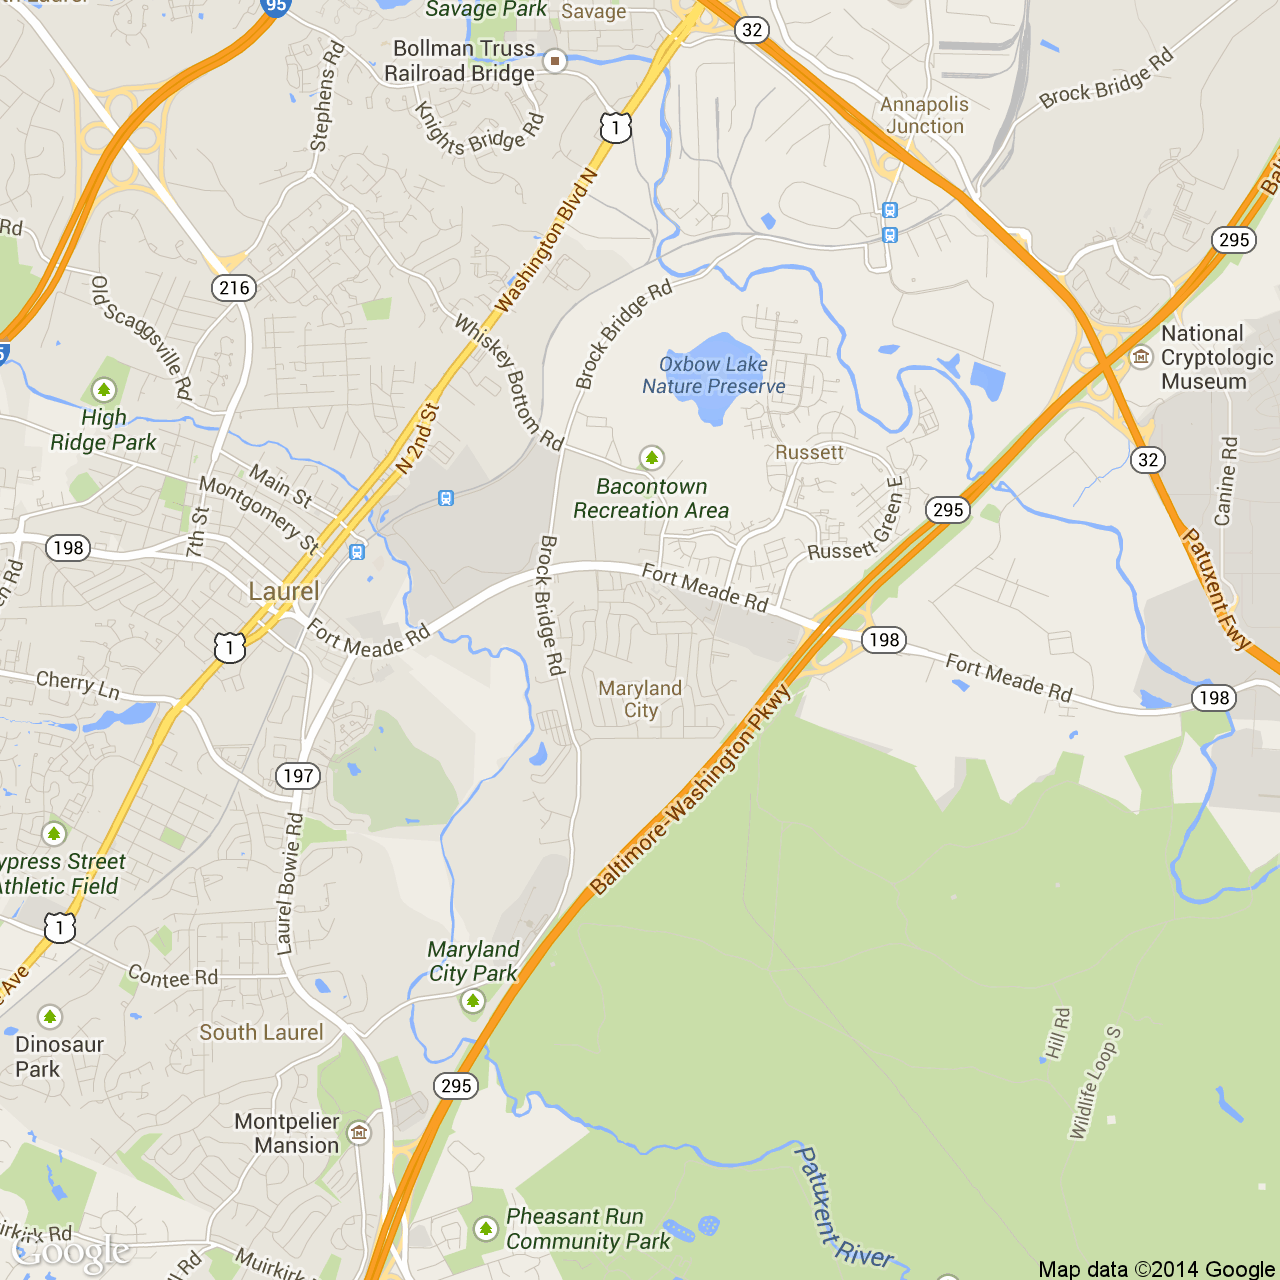 95
Savage Park
Savage
32
Bollman Truss
Railroad Bridge
Stephens Rd
Knights Bridge Rd
1
Annapolis
Junction
Brock Bridge Rd
Washington Blvd N
295
216
Old Scaggsville Rd
Rd
Whiskey Bottom Rd
Brock Bridge Rd
Oxbow Lake
Nature Preserve
National
Cryptologic
Museum
High
Ridge Park
N 2nd St
Russett
32
Canine Rd
Main St
Montgomery St
7th St
Bacontown
Recreation Area
Russett Green E
295
198
Laurel
Brock Bridge Rd
Fort Meade Rd
Patuxent Fwy
1
Fort Meade Rd
198
Fort Meade Rd
198
Cherry Ln
Maryland
City
Baltimore-Washington Pkwy
197
Laurel Bowie Rd
ypress Street
Athletic Field
1
Contee Rd
Maryland
City Park
South Laurel
Dinosaur
Park
Hill Rd
Wildlife Loop S
295
Montpelier
Mansion
Patuxent River
Pheasant Run
Community Park
Muirkirk Rd
Google
Map data ©2014 Google